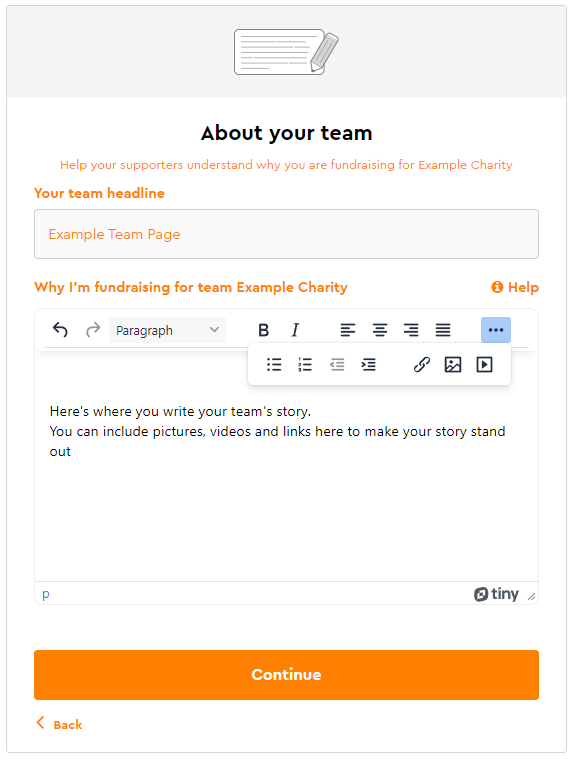 About your team
Help your supporters understand why you are fundraising for Example Charity
Your team headline
Example Team Page
Why I'm fundraising for team Example Charity
Help
Paragraph
B I
Here's where you write your team's story.
You can include pictures, videos and links here to make your story stand
out
p
tiny
Continue
Back